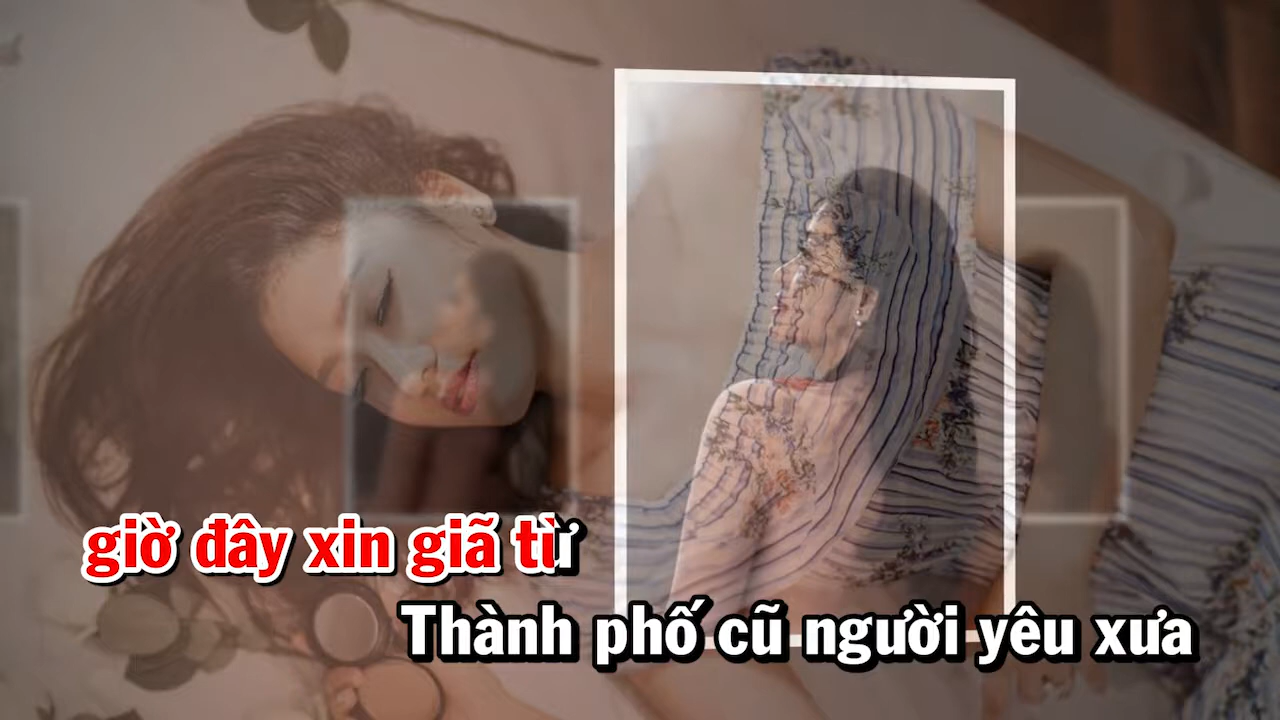 giờ đây xin giã từ
Thành phố cũ người yêu xưa